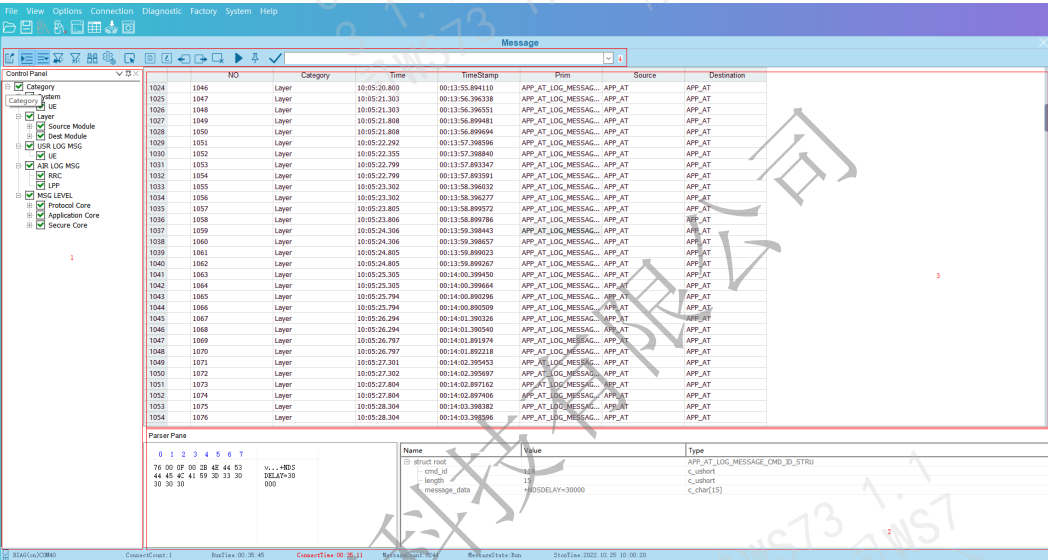 File View Options Connection Diagnostic Factory System Help
Message
4
Control Panel
Category
System
Category
UE
Layer
Source Module
Dest Module
USR LOG MSG
UE
AIR LOG MSG
RRC
LPP
MSG LEVEL
Protocol Core
Application Core
Secure Core
1
NO Category Time TimeStamp Prim Source Destination
1024 1046 Layer 10:05:20.800 00:13:55.894110 APP_AT_LOG_MESSAG... APP_AT APP_AT
1025 1047 Layer 10:05:21.303 00:13:56.396338 APP_AT_LOG_MESSAG... APP_AT APP_AT
1026 1048 Layer 10:05:21.303 00:13:56.396551 APP_AT_LOG_MESSAG... APP_AT APP_AT
1027 1049 Layer 10:05:21.808 00:13:56.899481 APP_AT_LOG_MESSAG... APP_AT APP_AT
1028 1050 Layer 10:05:21.808 00:13:56.899694 APP_AT_LOG_MESSAG... APP_AT APP_AT
1029 1051 Layer 10:05:22.292 00:13:57.398596 APP_AT_LOG_MESSAG... APP_AT APP_AT
1030 1052 Layer 10:05:22.355 00:13:57.398840 APP_AT_LOG_MESSAG... APP_AT APP_AT
1031 1053 Layer 10:05:22.799 00:13:57.893347 APP_AT_LOG_MESSAG... APP_AT APP_AT
1032 1054 Layer 10:05:22.799 00:13:57.893591 APP_AT_LOG_MESSAG... APP_AT APP_AT
1033 1055 Layer 10:05:23.302 00:13:58.396032 APP_AT_LOG_MESSAG... APP_AT APP_AT
1034 1056 Layer 10:05:23.302 00:13:58.396277 APP_AT_LOG_MESSAG... APP_AT APP_AT
1035 1057 Layer 10:05:23.805 00:13:58.899572 APP_AT_LOG_MESSAG... APP_AT APP_AT
1036 1058 Layer 10:05:23.806 00:13:58.899786 APP_AT_LOG_MESSAG... APP_AT APP_AT
1037 1059 Layer 10:05:24.306 00:13:59.398443 APP_AT_LOG_MESSAG... APP_AT APP_AT
1038 1060 Layer 10:05:24.306 00:13:59.398657 APP_AT_LOG_MESSAG... APP_AT APP_AT
1039 1061 Layer 10:05:24.805 00:13:59.899023 APP_AT_LOG_MESSAG... APP_AT APP_AT
1040 1062 Layer 10:05:24.805 00:13:59.899267 APP_AT_LOG_MESSAG... APP_AT APP_AT
1041 1063 Layer 10:05:25.305 00:14:00.399450 APP_AT_LOG_MESSAG... APP_AT APP_AT
1042 1064 Layer 10:05:25.305 00:14:00.399664 APP_AT_LOG_MESSAG... APP_AT APP_AT
1043 1065 Layer 10:05:25.794 00:14:00.890296 APP_AT_LOG_MESSAG... APP_AT APP_AT
1044 1066 Layer 10:05:25.794 00:14:00.890509 APP_AT_LOG_MESSAG... APP_AT APP_AT
1045 1067 Layer 10:05:26.294 00:14:01.390326 APP_AT_LOG_MESSAG... APP_AT APP_AT
1046 1068 Layer 10:05:26.294 00:14:01.390540 APP_AT_LOG_MESSAG... APP_AT APP_AT
1047 1069 Layer 10:05:26.797 00:14:01.891974 APP_AT_LOG_MESSAG... APP_AT APP_AT
1048 1070 Layer 10:05:26.797 00:14:01.892218 APP_AT_LOG_MESSAG... APP_AT APP_AT
1049 1071 Layer 10:05:27.301 00:14:02.395453 APP_AT_LOG_MESSAG... APP_AT APP_AT
1050 1072 Layer 10:05:27.302 00:14:02.395697 APP_AT_LOG_MESSAG... APP_AT APP_AT
1051 1073 Layer 10:05:27.804 00:14:02.897162 APP_AT_LOG_MESSAG... APP_AT APP_AT
1052 1074 Layer 10:05:27.804 00:14:02.897406 APP_AT_LOG_MESSAG... APP_AT APP_AT
1053 1075 Layer 10:05:28.304 00:14:03.398382 APP_AT_LOG_MESSAG... APP_AT APP_AT
1054 1076 Layer 10:05:28.304 00:14:03.398596 APP_AT_LOG_MESSAG... APP_AT APP_AT
3
Parser Pane
0 1 2 3 4 5 6 7
76 00 0F 00 2B 4E 44 53 v...+NDS
44 45 4C 41 59 3D 33 30 DELAY=30
30 30 30 000
Name Value Type
struct root APP_AT_LOG_MESSAGE_CMD_ID_STRU
cmd_id 118 c_ushort
length 15 c_ushort
message_data +NDSDELAY=30000 c_char[15]
2
DIAG(on)COM40 ConnectCount:1 RunTime:00:35:45 ConnectTime:00:35:11 MessageState:Run StopTime:2022.10.25 10:00:20
科技有限公司